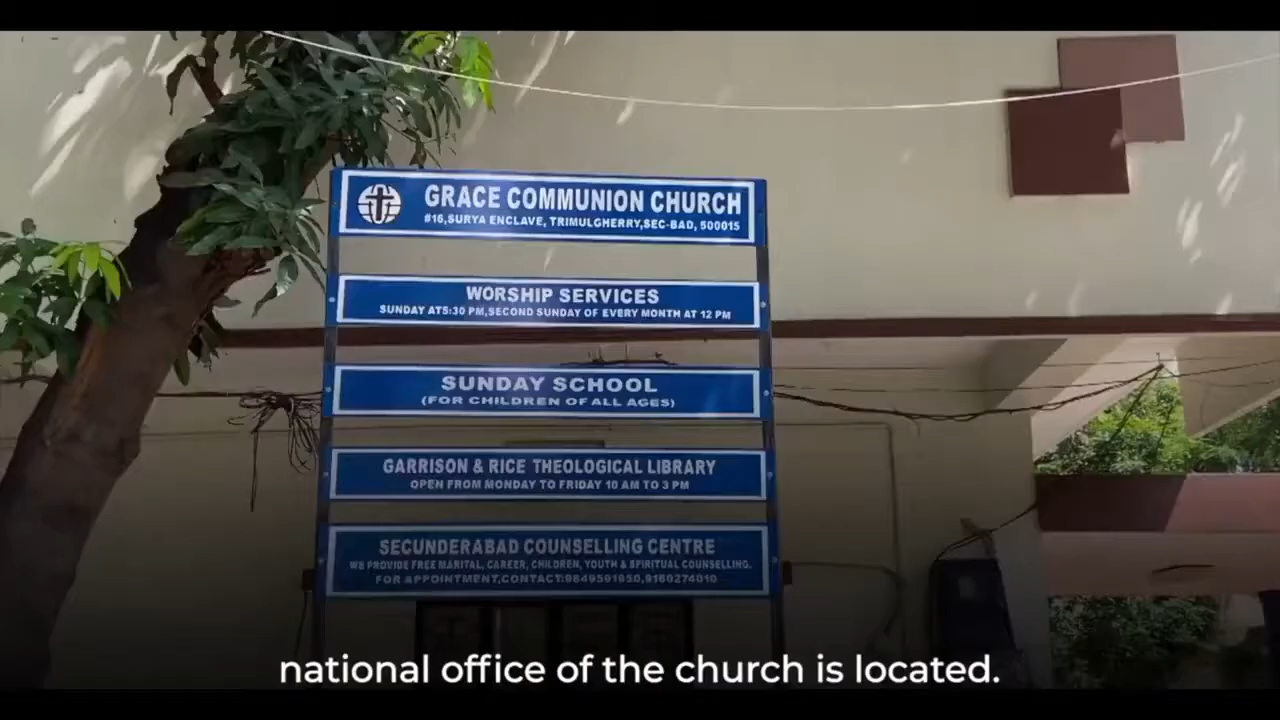 GRACE COMMUNION CHURCH
#16,SURYA ENCLAVE, TRIMULGHERRY,SEC-BAD, 500015
WORSHIP SERVICES
SUNDAY AT5:30 PM,SECOND SUNDAY OF EVERY MONTH AT 12 PM
SUNDAY SCHOOL
(FOR CHILDREN OF ALL AGES)
GARRISON & RICE THEOLOGICAL LIBRARY
OPEN FROM MONDAY TO FRIDAY 10 AM TO 3 PM
SECUNDERABAD COUNSELLING CENTRE
WE PROVIDE FREE MARITAL, CAREER, CHILDREN, YOUTH & SPIRITUAL COUNSELLING.
FOR APPOINTMENT,CONTACT:9849591950,9160274010
national office of the church is located.